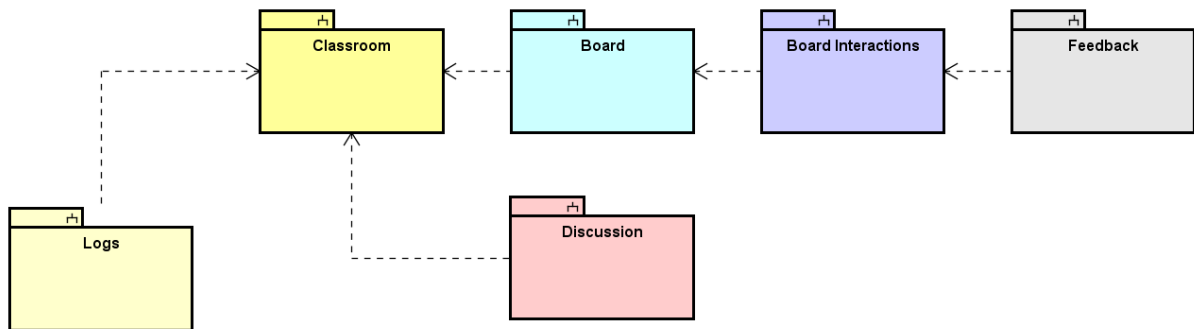 Classroom
Board
Board Interactions
Feedback
Logs
Discussion